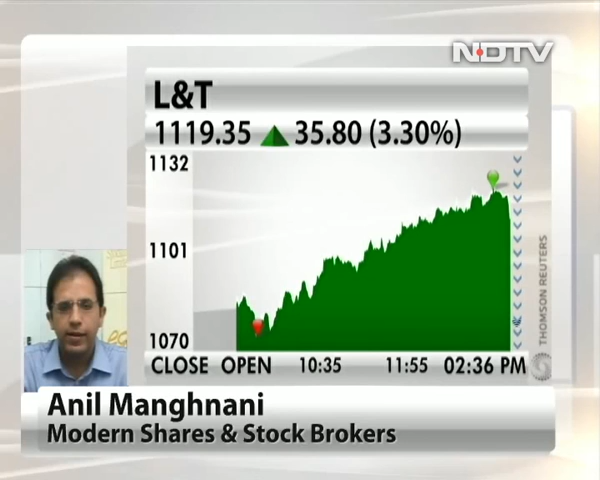 NDTV
L&T
1119.35 35.80 (3.30%)
1132
1101
1070
CLOSE OPEN 10:35 11:55 02:36 PM
THOMSON REUTERS
Anil Manghnani
Modern Shares & Stock Brokers